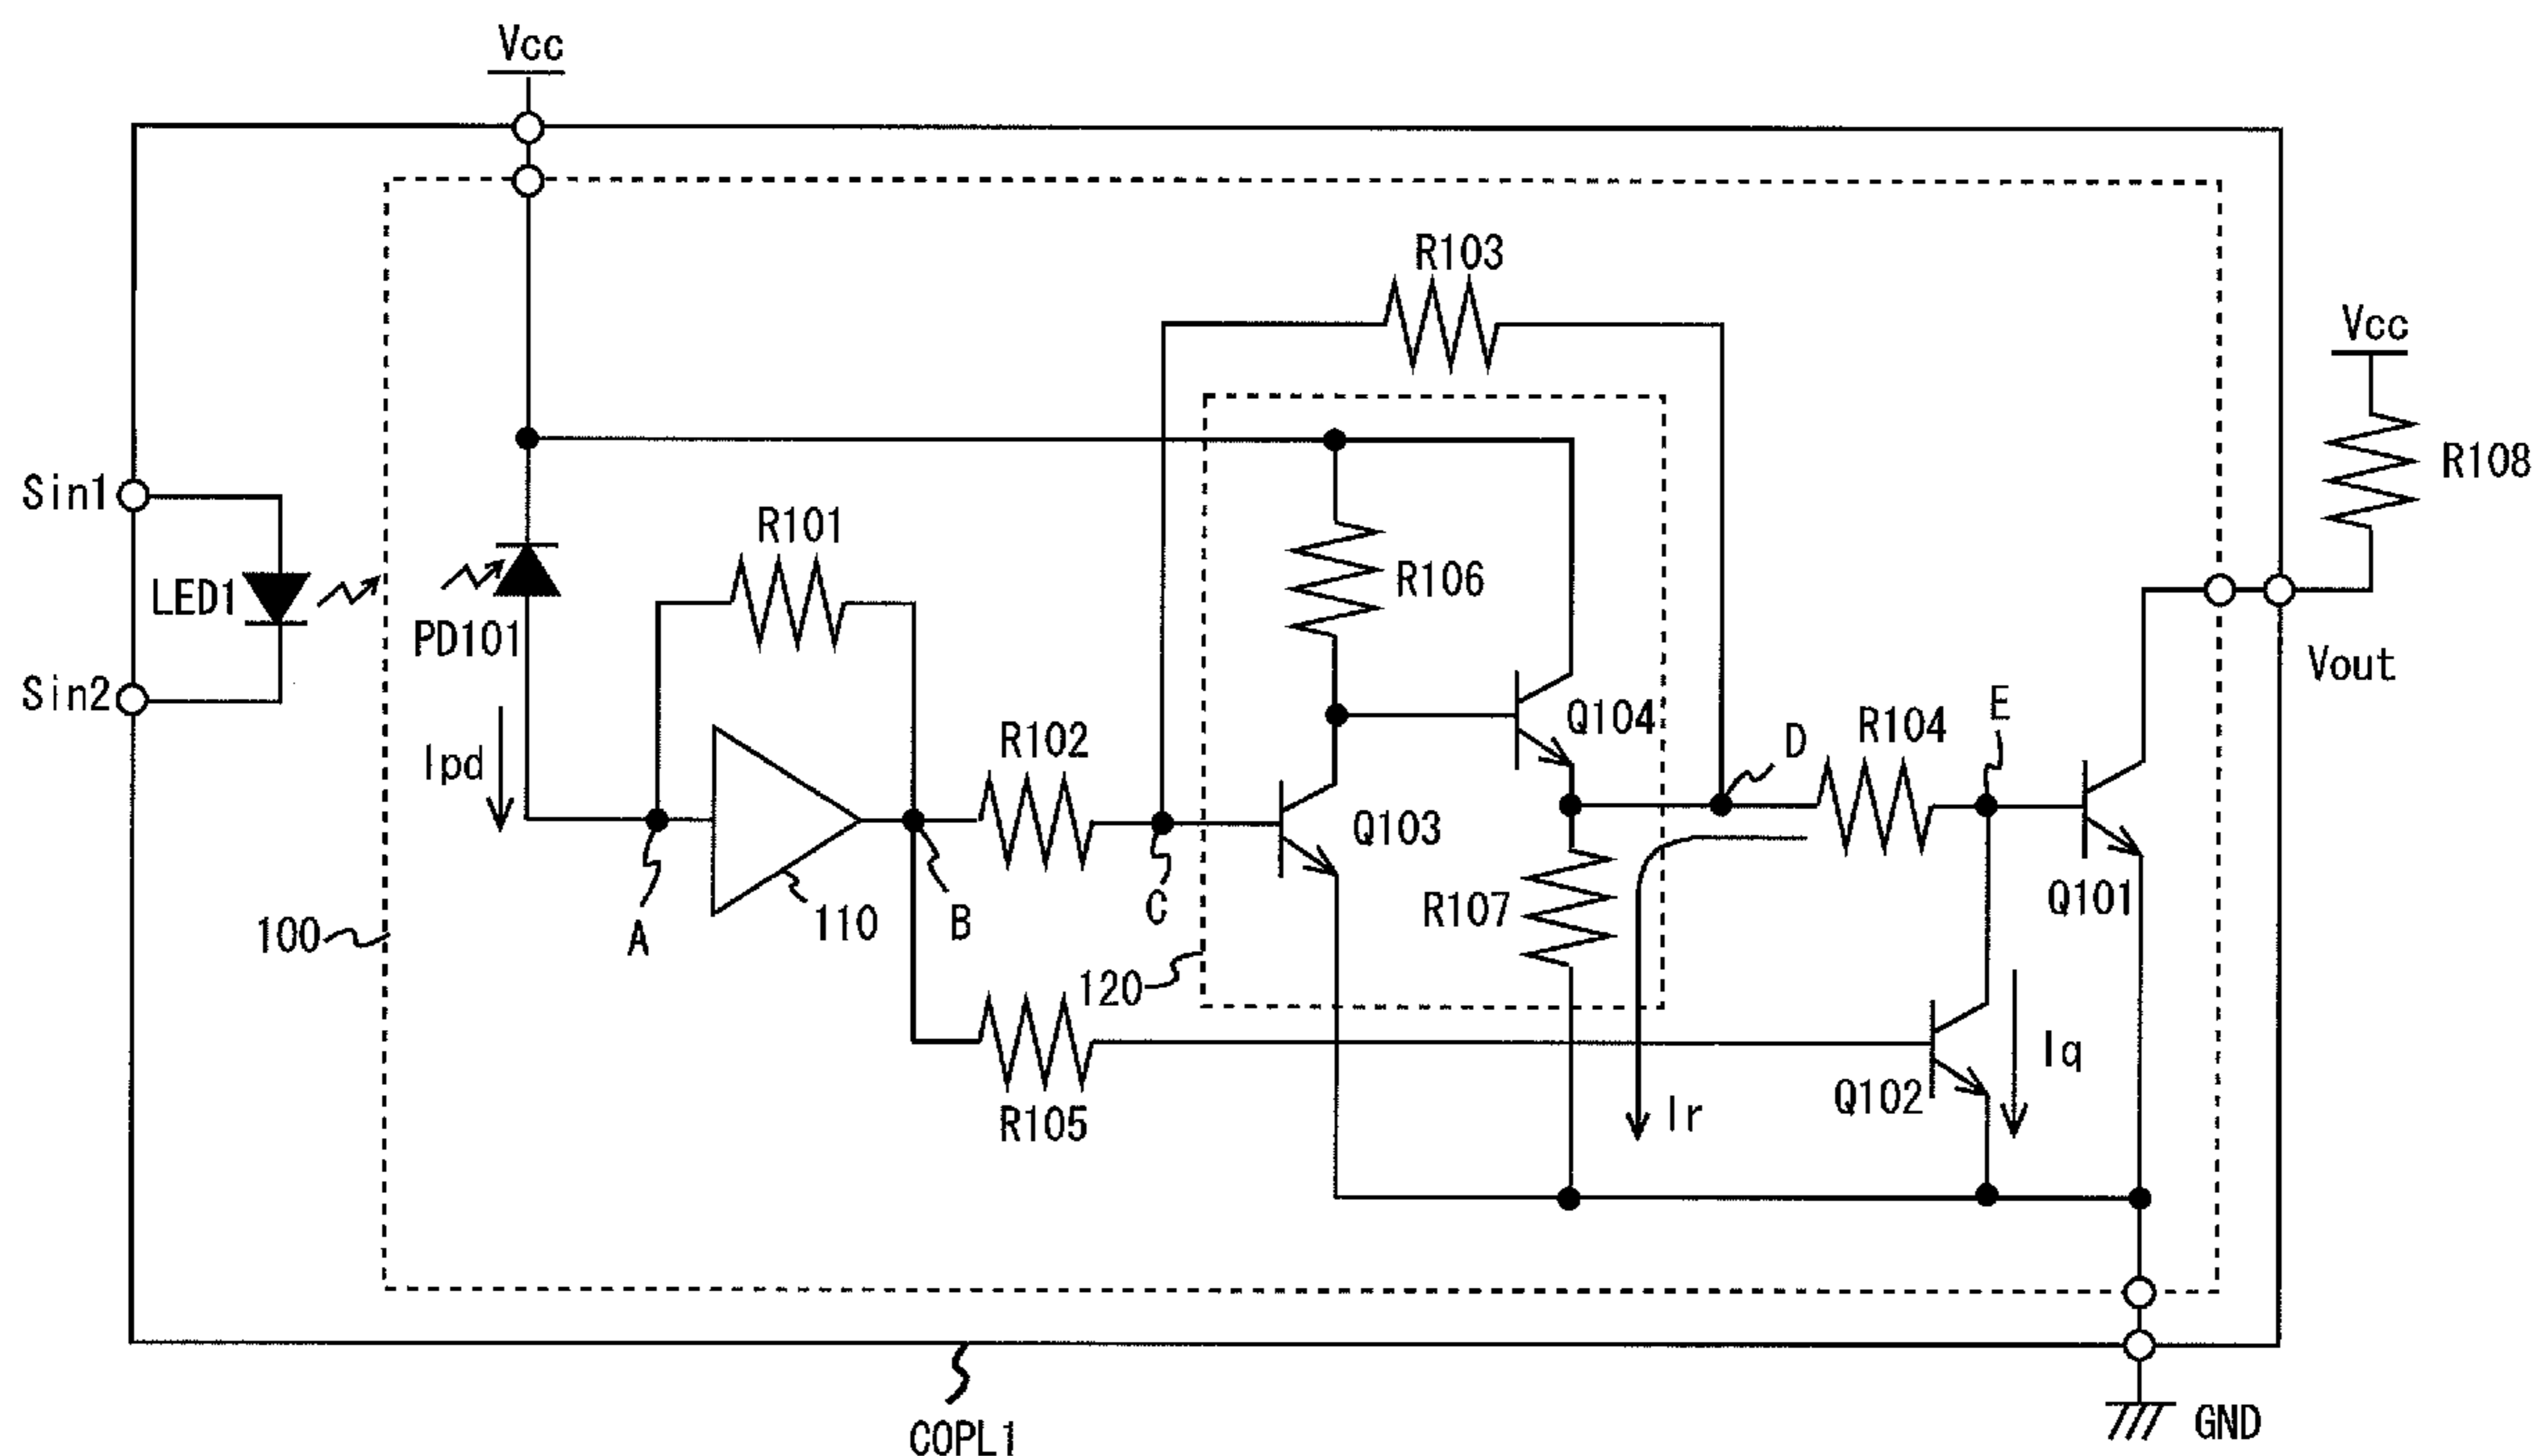 Vcc
R103
Vcc
R108
Sin1
R101
LED1
R106
PD101
Vout
Sin2
Ipd
R102
Q104
D
R104
E
Q103
110
B
C
R107
Q101
100
A
120
Iq
Q102
R105
Ir
COPL1
GND